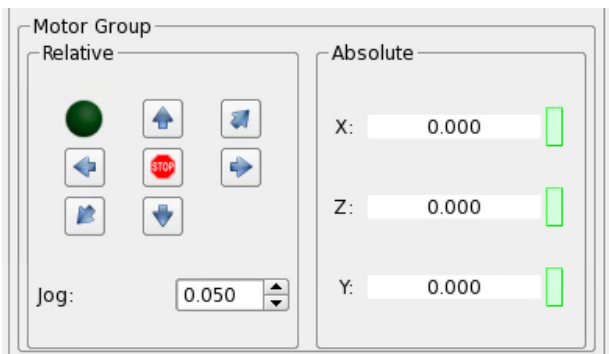 Motor Group
Relative
Absolute
X: 0.000
STOP
Z: 0.000
Y: 0.000
Jog: 0.050